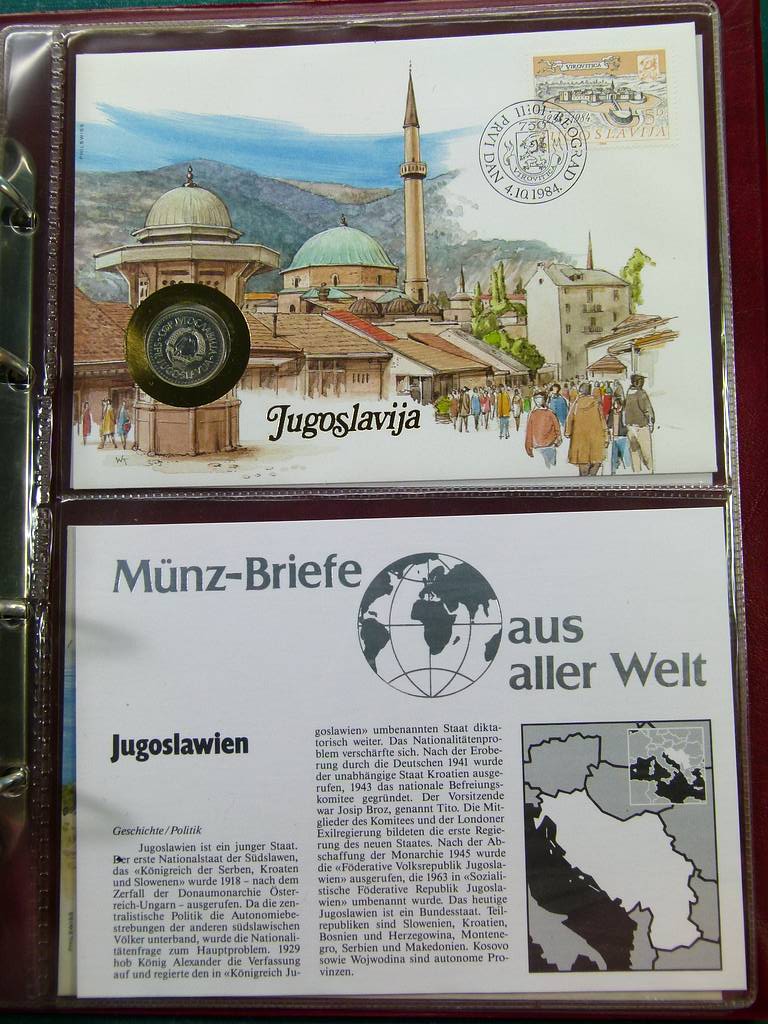 PHILSWISS
VIROVITICA
JUGOSLAVIJA
PRVI DAN
11101 BEOGRAD
750
VIROVITICA
4.10.1984.
SFR JUGOSLAVIJA
Jugoslavija
Münz-Briefe
aus
aller Welt
Jugoslawien
Geschichte/Politik
Jugoslawien ist ein junger Staat.
Der erste Nationalstaat der Südslawen,
das «Königreich der Serben, Kroaten
und Slowenen» wurde 1918 – nach dem
Zerfall der Donaumonarchie Öster-
reich-Ungarn – ausgerufen. Da die zen-
tralistische Politik die Autonomiebe-
strebungen der anderen südslawischen
Völker unterband, wurde die Nationali-
tätenfrage zum Hauptproblem. 1929
hob König Alexander die Verfassung
auf und regierte den in «Königreich Ju-
goslawien» umbenannten Staat dikta-
torisch weiter. Das Nationalitätenpro-
blem verschärfte sich. Nach der Erobe-
rung durch die Deutschen 1941 wurde
der unabhängige Staat Kroatien ausge-
rufen, 1943 das nationale Befreiungs-
komitee gegründet. Der Vorsitzende
war Josip Broz, genannt Tito. Die Mit-
glieder des Komitees und der Londoner
Exilregierung bildeten die erste Regie-
rung des neuen Staates. Nach der Ab-
schaffung der Monarchie 1945 wurde
die «Föderative Volksrepublik Jugosla-
wien» ausgerufen, die 1963 in «Soziali-
stische Föderative Republik Jugosla-
wien» umbenannt wurde. Das heutige
Jugoslawien ist ein Bundesstaat. Teil-
republiken sind Slowenien, Kroatien,
Bosnien und Herzegowina, Montene-
gro, Serbien und Makedonien. Kosovo
sowie Wojwodina sind autonome Pro-
vinzen.
PHILSWISS